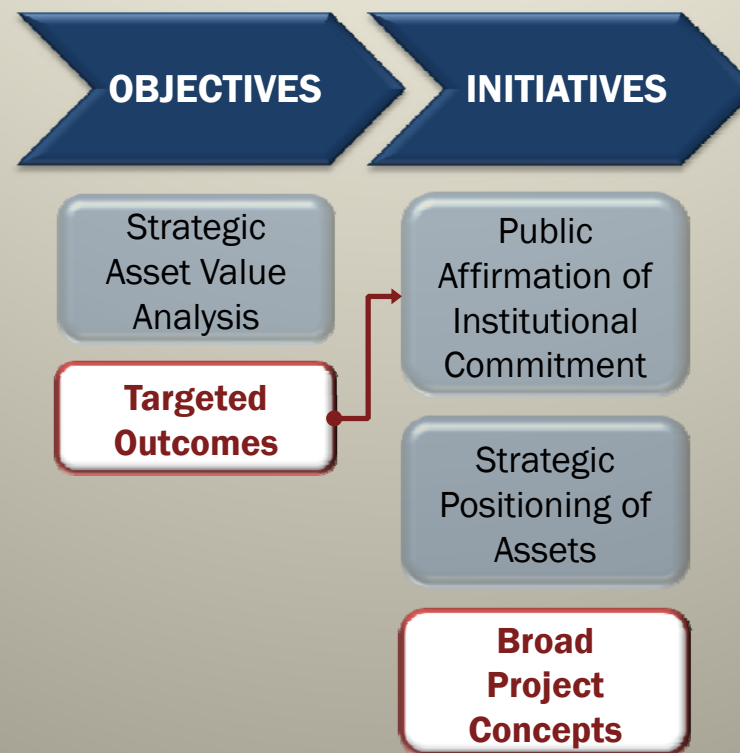 OBJECTIVES
INITIATIVES
Strategic
Asset Value
Analysis
Targeted
Outcomes
Public
Affirmation of
Institutional
Commitment
Strategic
Positioning of
Assets
Broad
Project
Concepts